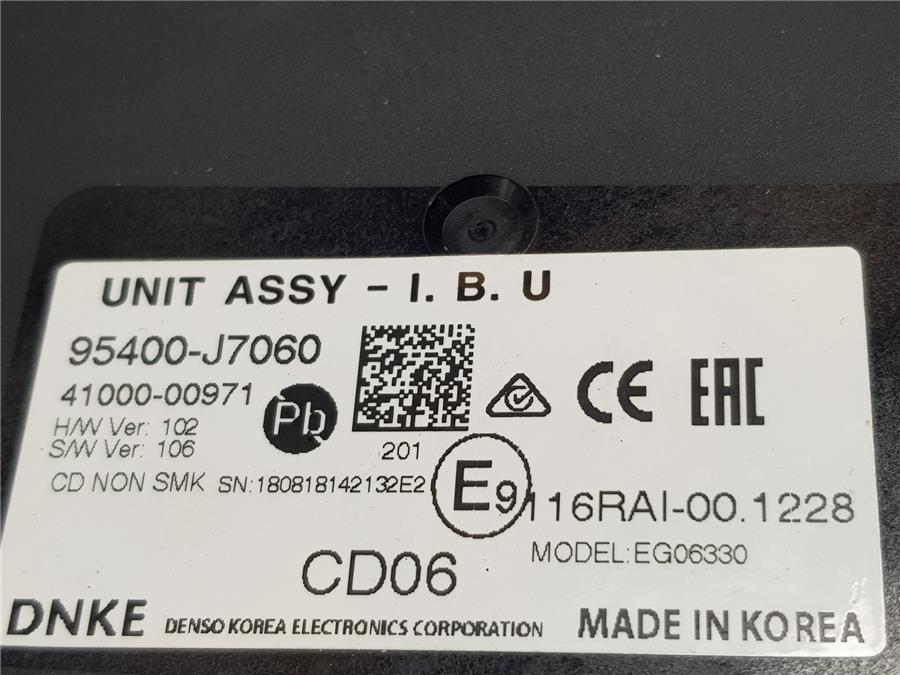 UNIT ASSY - I. B. U
95400-J7060
41000-00971
Pb
H/W Ver: 102
S/W Ver: 106
201
CD NON SMK SN:180818142132E2
E9
116RAI-00.1228
MODEL:EG06330
CD06
CE
EAC
DNKE DENSO KOREA ELECTRONICS CORPORATION MADE IN KOREA